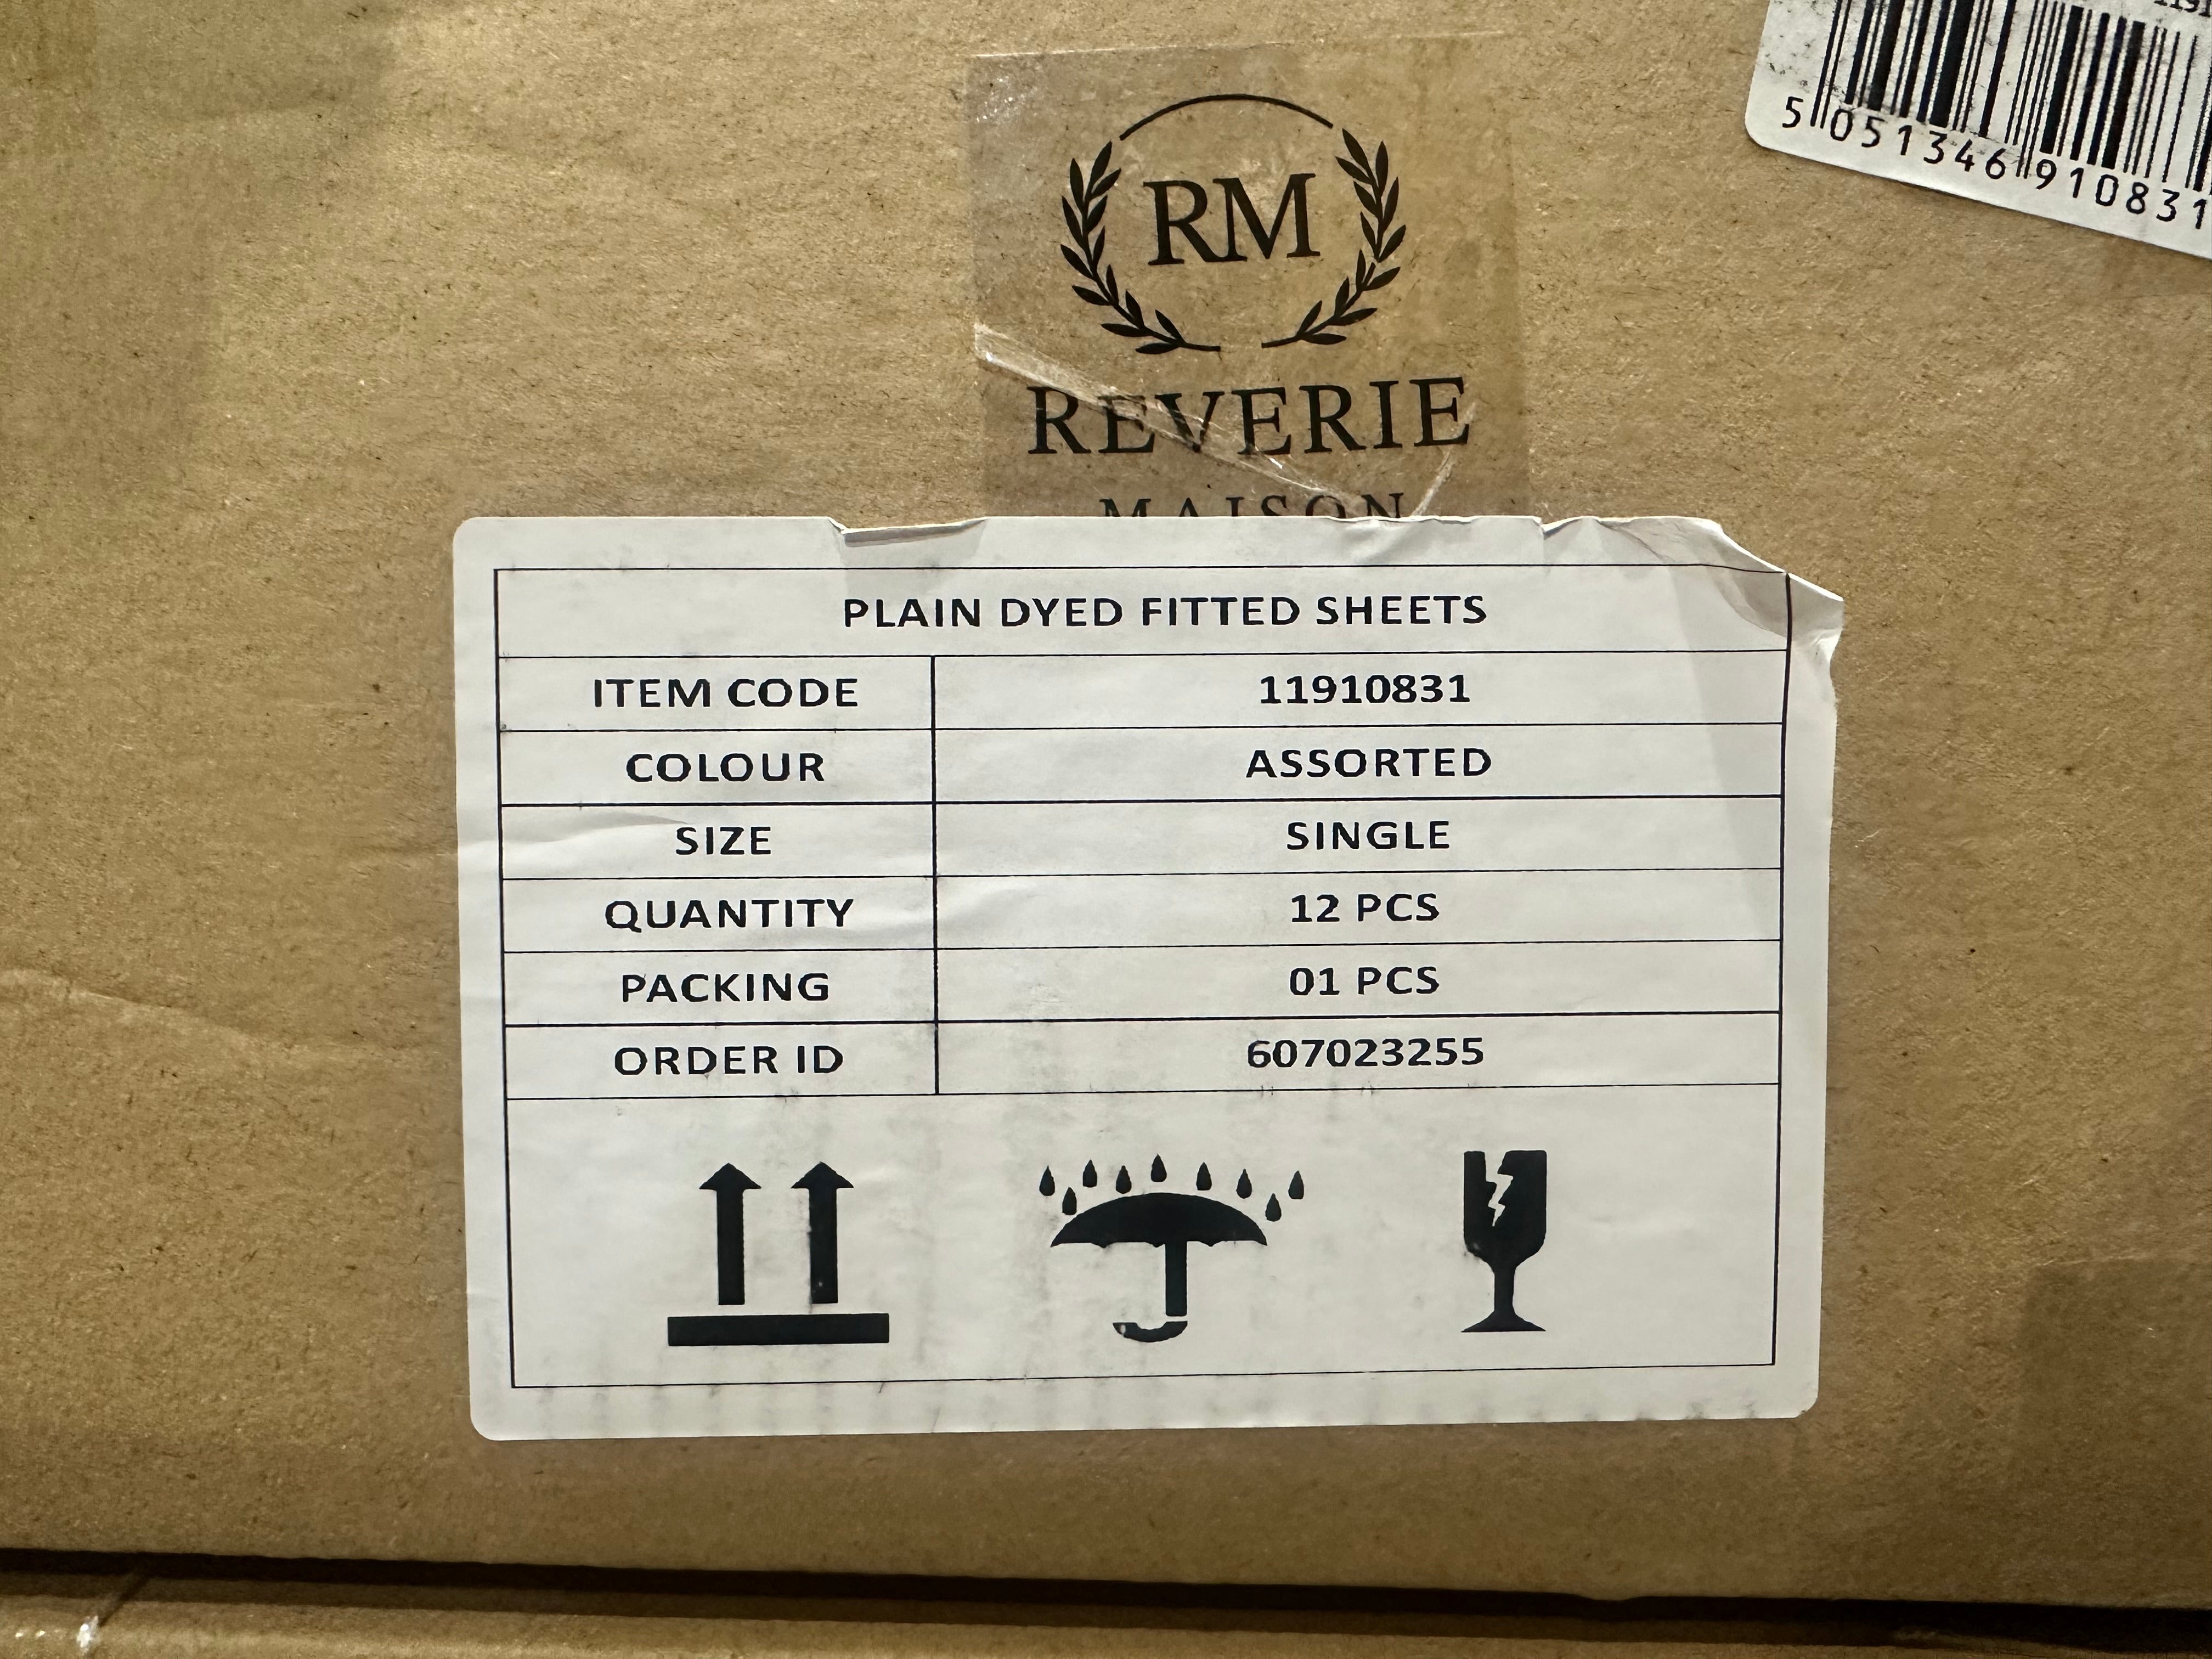 5 051346 910831
RM
REVERIE
MAISON
PLAIN DYED FITTED SHEETS
ITEM CODE 11910831
COLOUR ASSORTED
SIZE SINGLE
QUANTITY 12 PCS
PACKING 01 PCS
ORDER ID 607023255